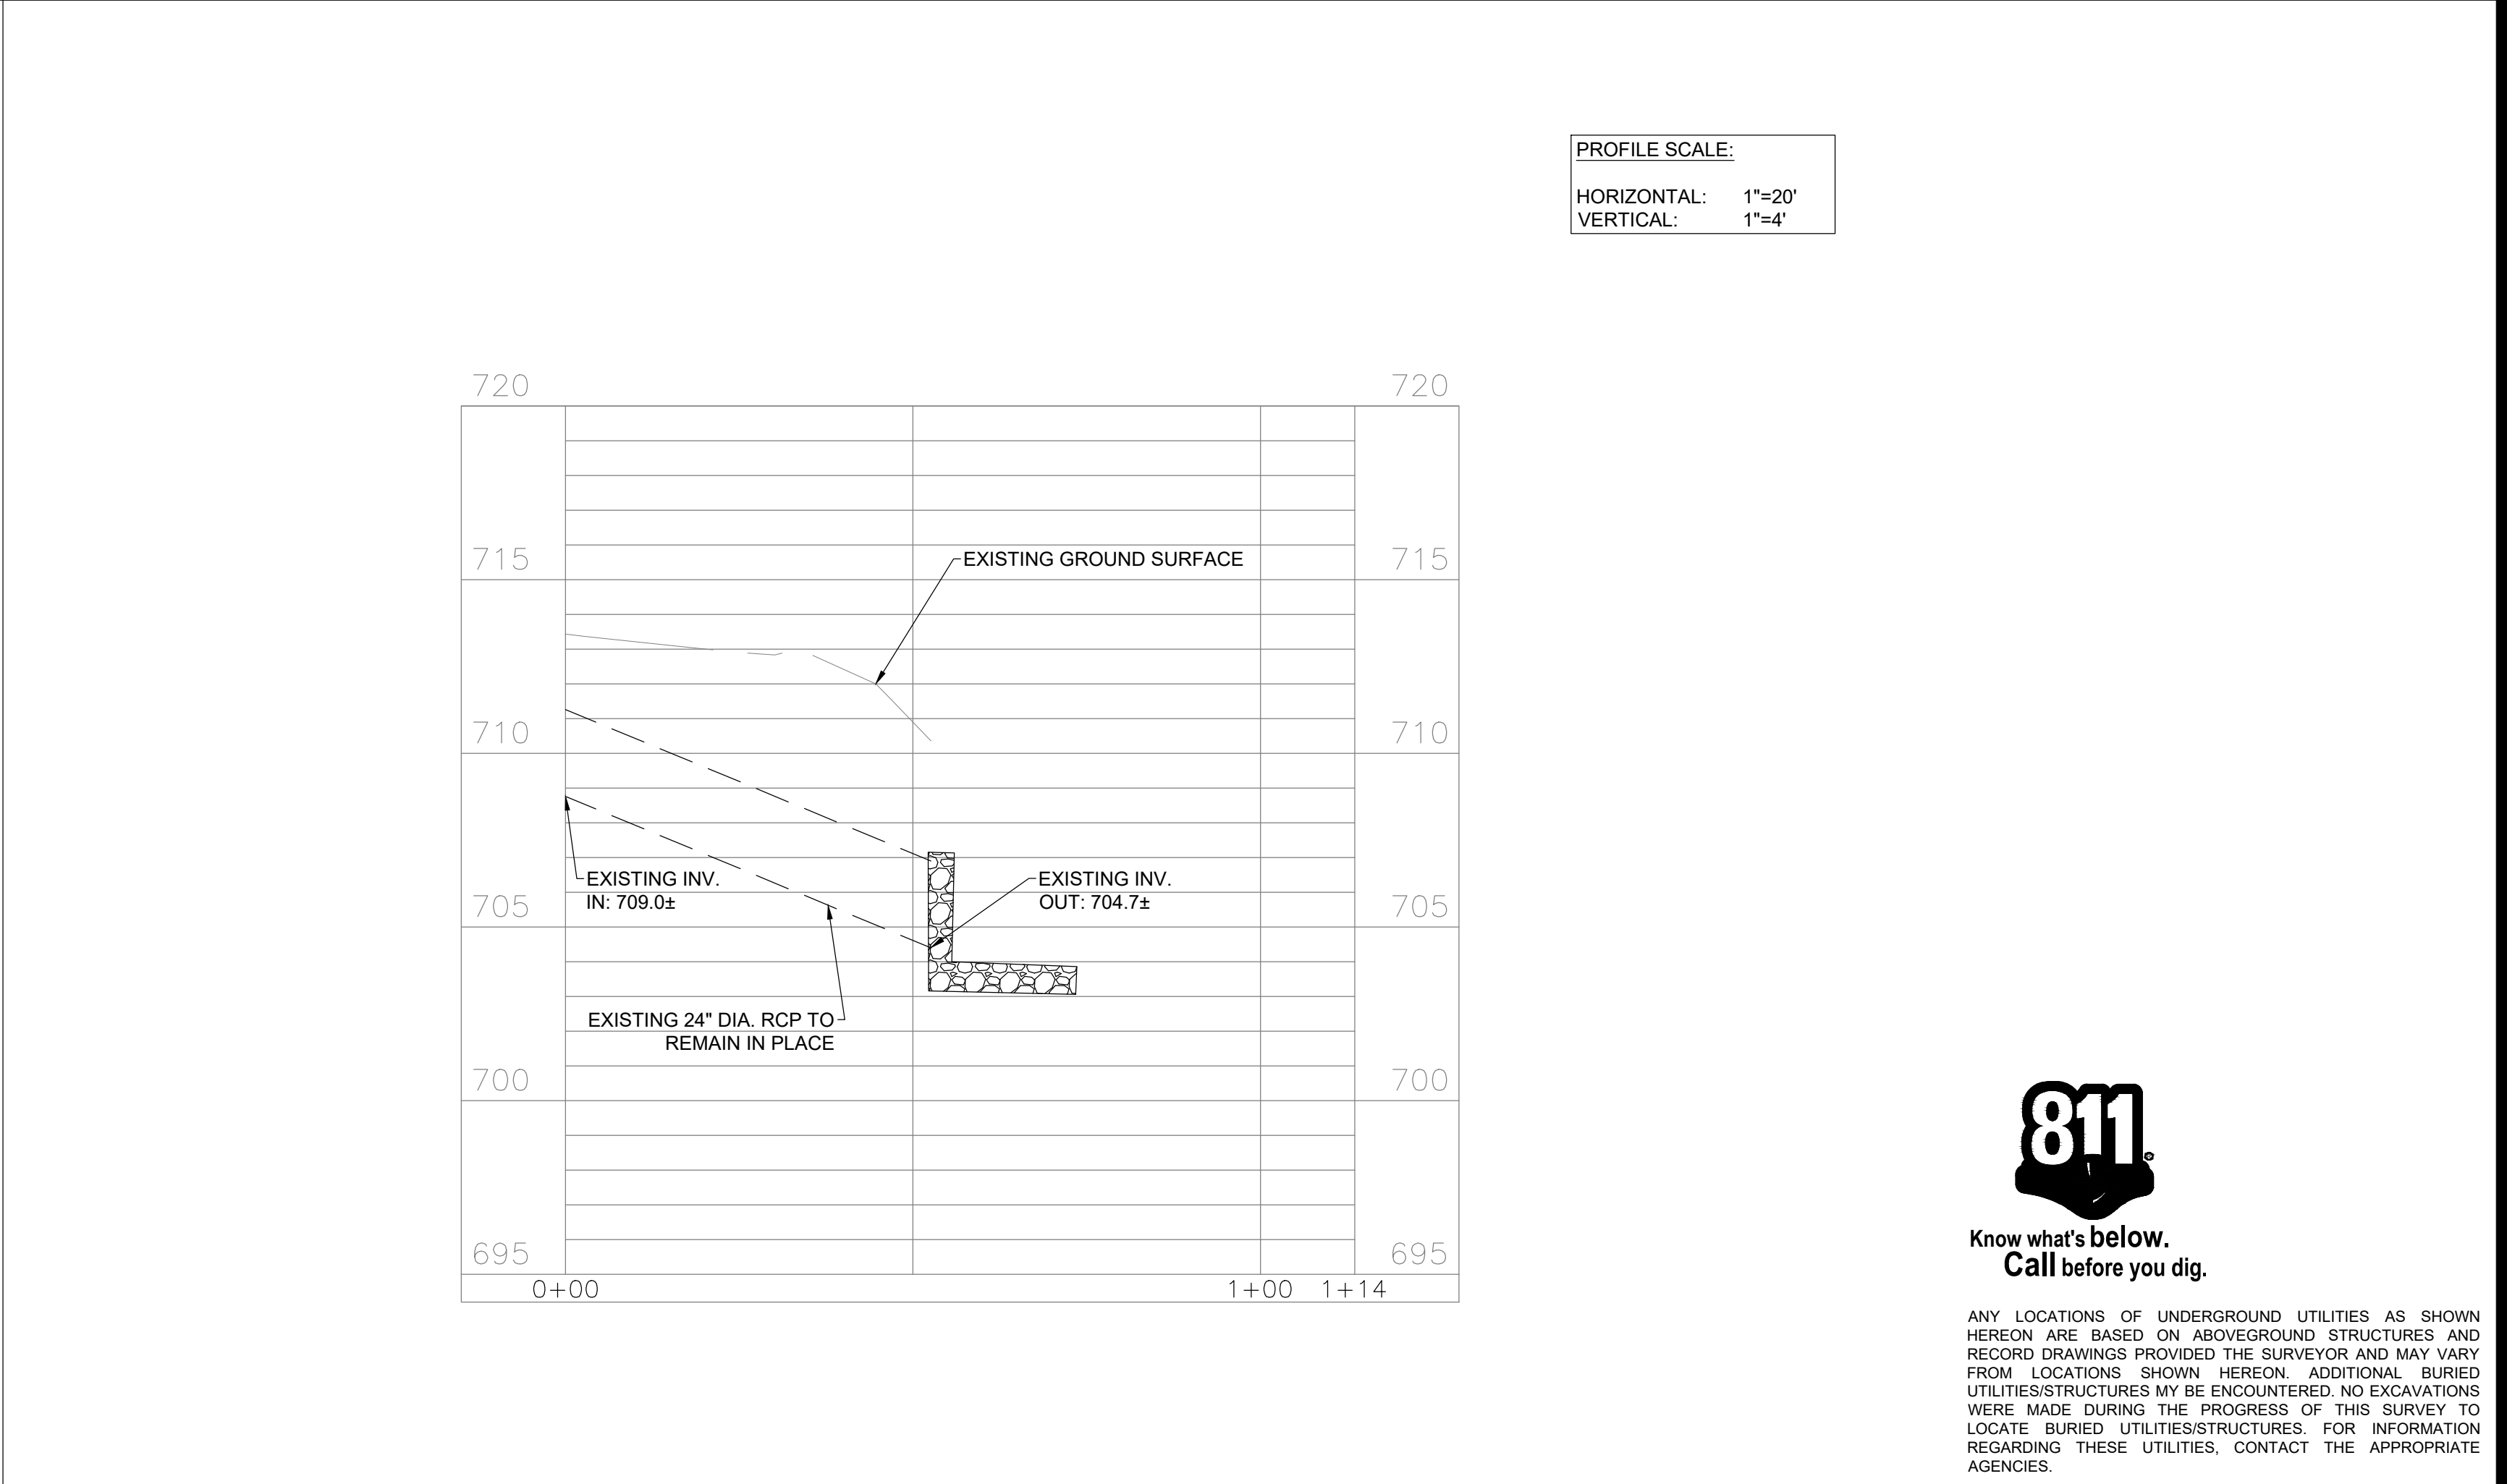 PROFILE SCALE:
HORIZONTAL: 1"=20'
VERTICAL: 1"=4'
720 720
715 715
EXISTING GROUND SURFACE
710 710
EXISTING INV.
IN: 709.0±
EXISTING INV.
OUT: 704.7±
705 705
EXISTING 24" DIA. RCP TO
REMAIN IN PLACE
700 700
695 695
0+00 1+00 1+14
811
®
Know what's below.
Call before you dig.
ANY LOCATIONS OF UNDERGROUND UTILITIES AS SHOWN
HEREON ARE BASED ON ABOVEGROUND STRUCTURES AND
RECORD DRAWINGS PROVIDED THE SURVEYOR AND MAY VARY
FROM LOCATIONS SHOWN HEREON. ADDITIONAL BURIED
UTILITIES/STRUCTURES MY BE ENCOUNTERED. NO EXCAVATIONS
WERE MADE DURING THE PROGRESS OF THIS SURVEY TO
LOCATE BURIED UTILITIES/STRUCTURES. FOR INFORMATION
REGARDING THESE UTILITIES, CONTACT THE APPROPRIATE
AGENCIES.